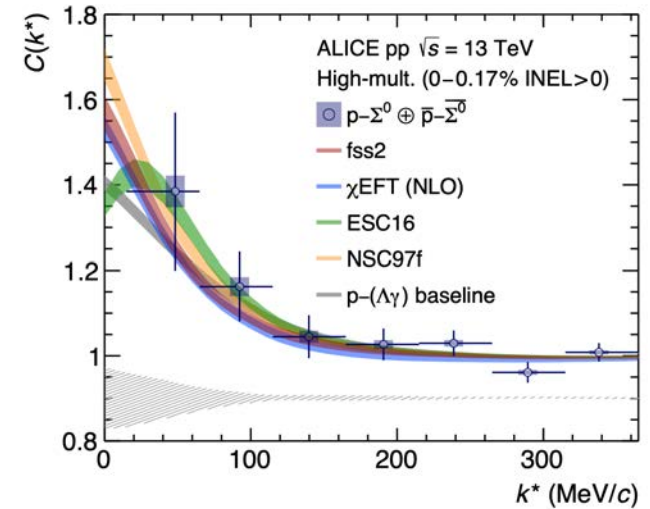 C(k*)
1.8
1.6
1.4
1.2
1
0.8
ALICE pp √s = 13 TeV
High-mult. (0−0.17% INEL>0)
p−Σ⁰ ⊕ p̅−Σ̅⁰
fss2
χEFT (NLO)
ESC16
NSC97f
p−(Λγ) baseline
0 100 200 300
k* (MeV/c)